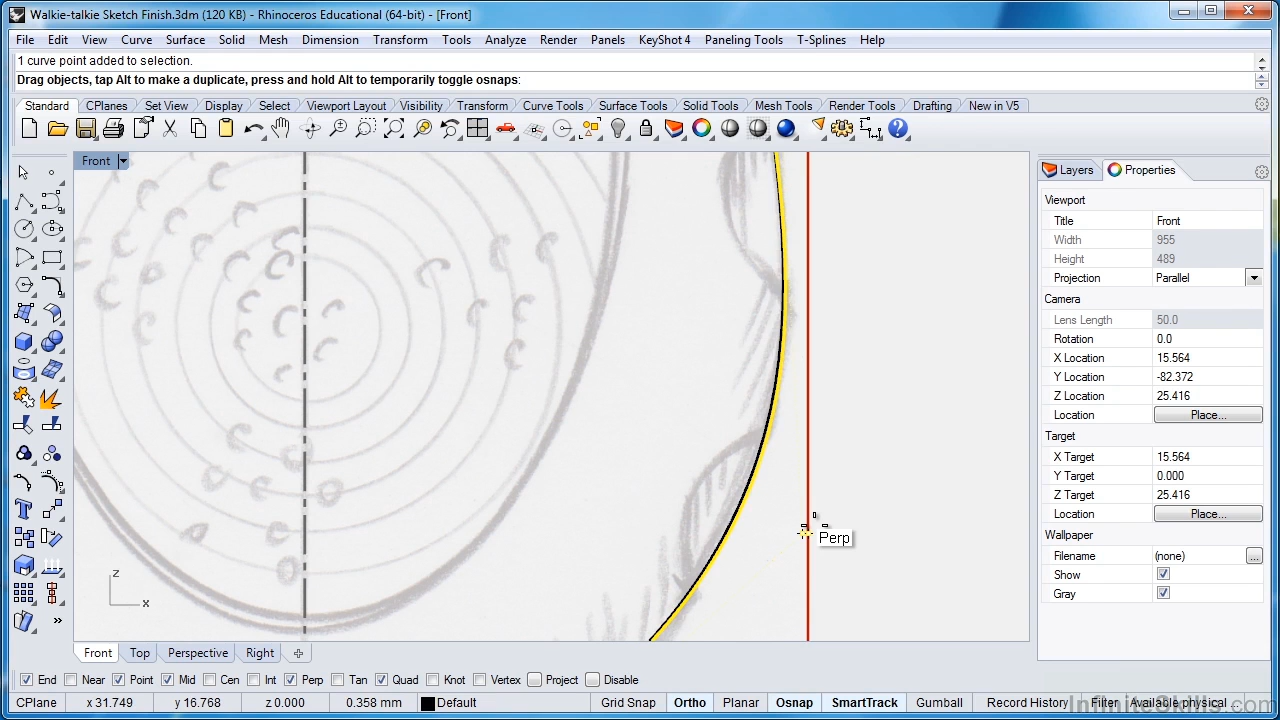 Walkie-talkie Sketch Finish.3dm (120 KB) - Rhinoceros Educational (64-bit) - [Front]
File Edit View Curve Surface Solid Mesh Dimension Transform Tools Analyze Render Panels KeyShot 4 Paneling Tools T-Splines Help
1 curve point added to selection.
Drag objects, tap Alt to make a duplicate, press and hold Alt to temporarily toggle osnaps:
Standard CPlanes Set View Display Select Viewport Layout Visibility Transform Curve Tools Surface Tools Solid Tools Mesh Tools Render Tools Drafting New in V5
Front
Layers Properties
Viewport
Title Front
Width 955
Height 489
Projection Parallel
Camera
Lens Length 50.0
Rotation 0.0
X Location 15.564
Y Location -82.372
Z Location 25.416
Location Place...
Target
X Target 15.564
Y Target 0.000
Z Target 25.416
Location Place...
Wallpaper
Filename (none) ...
Show
Gray
Perp
z
x
Front Top Perspective Right
End Near Point Mid Cen Int Perp Tan Quad Knot Vertex Project Disable
CPlane x 31.749 y 16.768 z 0.000 0.358 mm Default Grid Snap Ortho Planar Osnap SmartTrack Gumball Record History Filter Available physical ...
InfiniteSkills.com